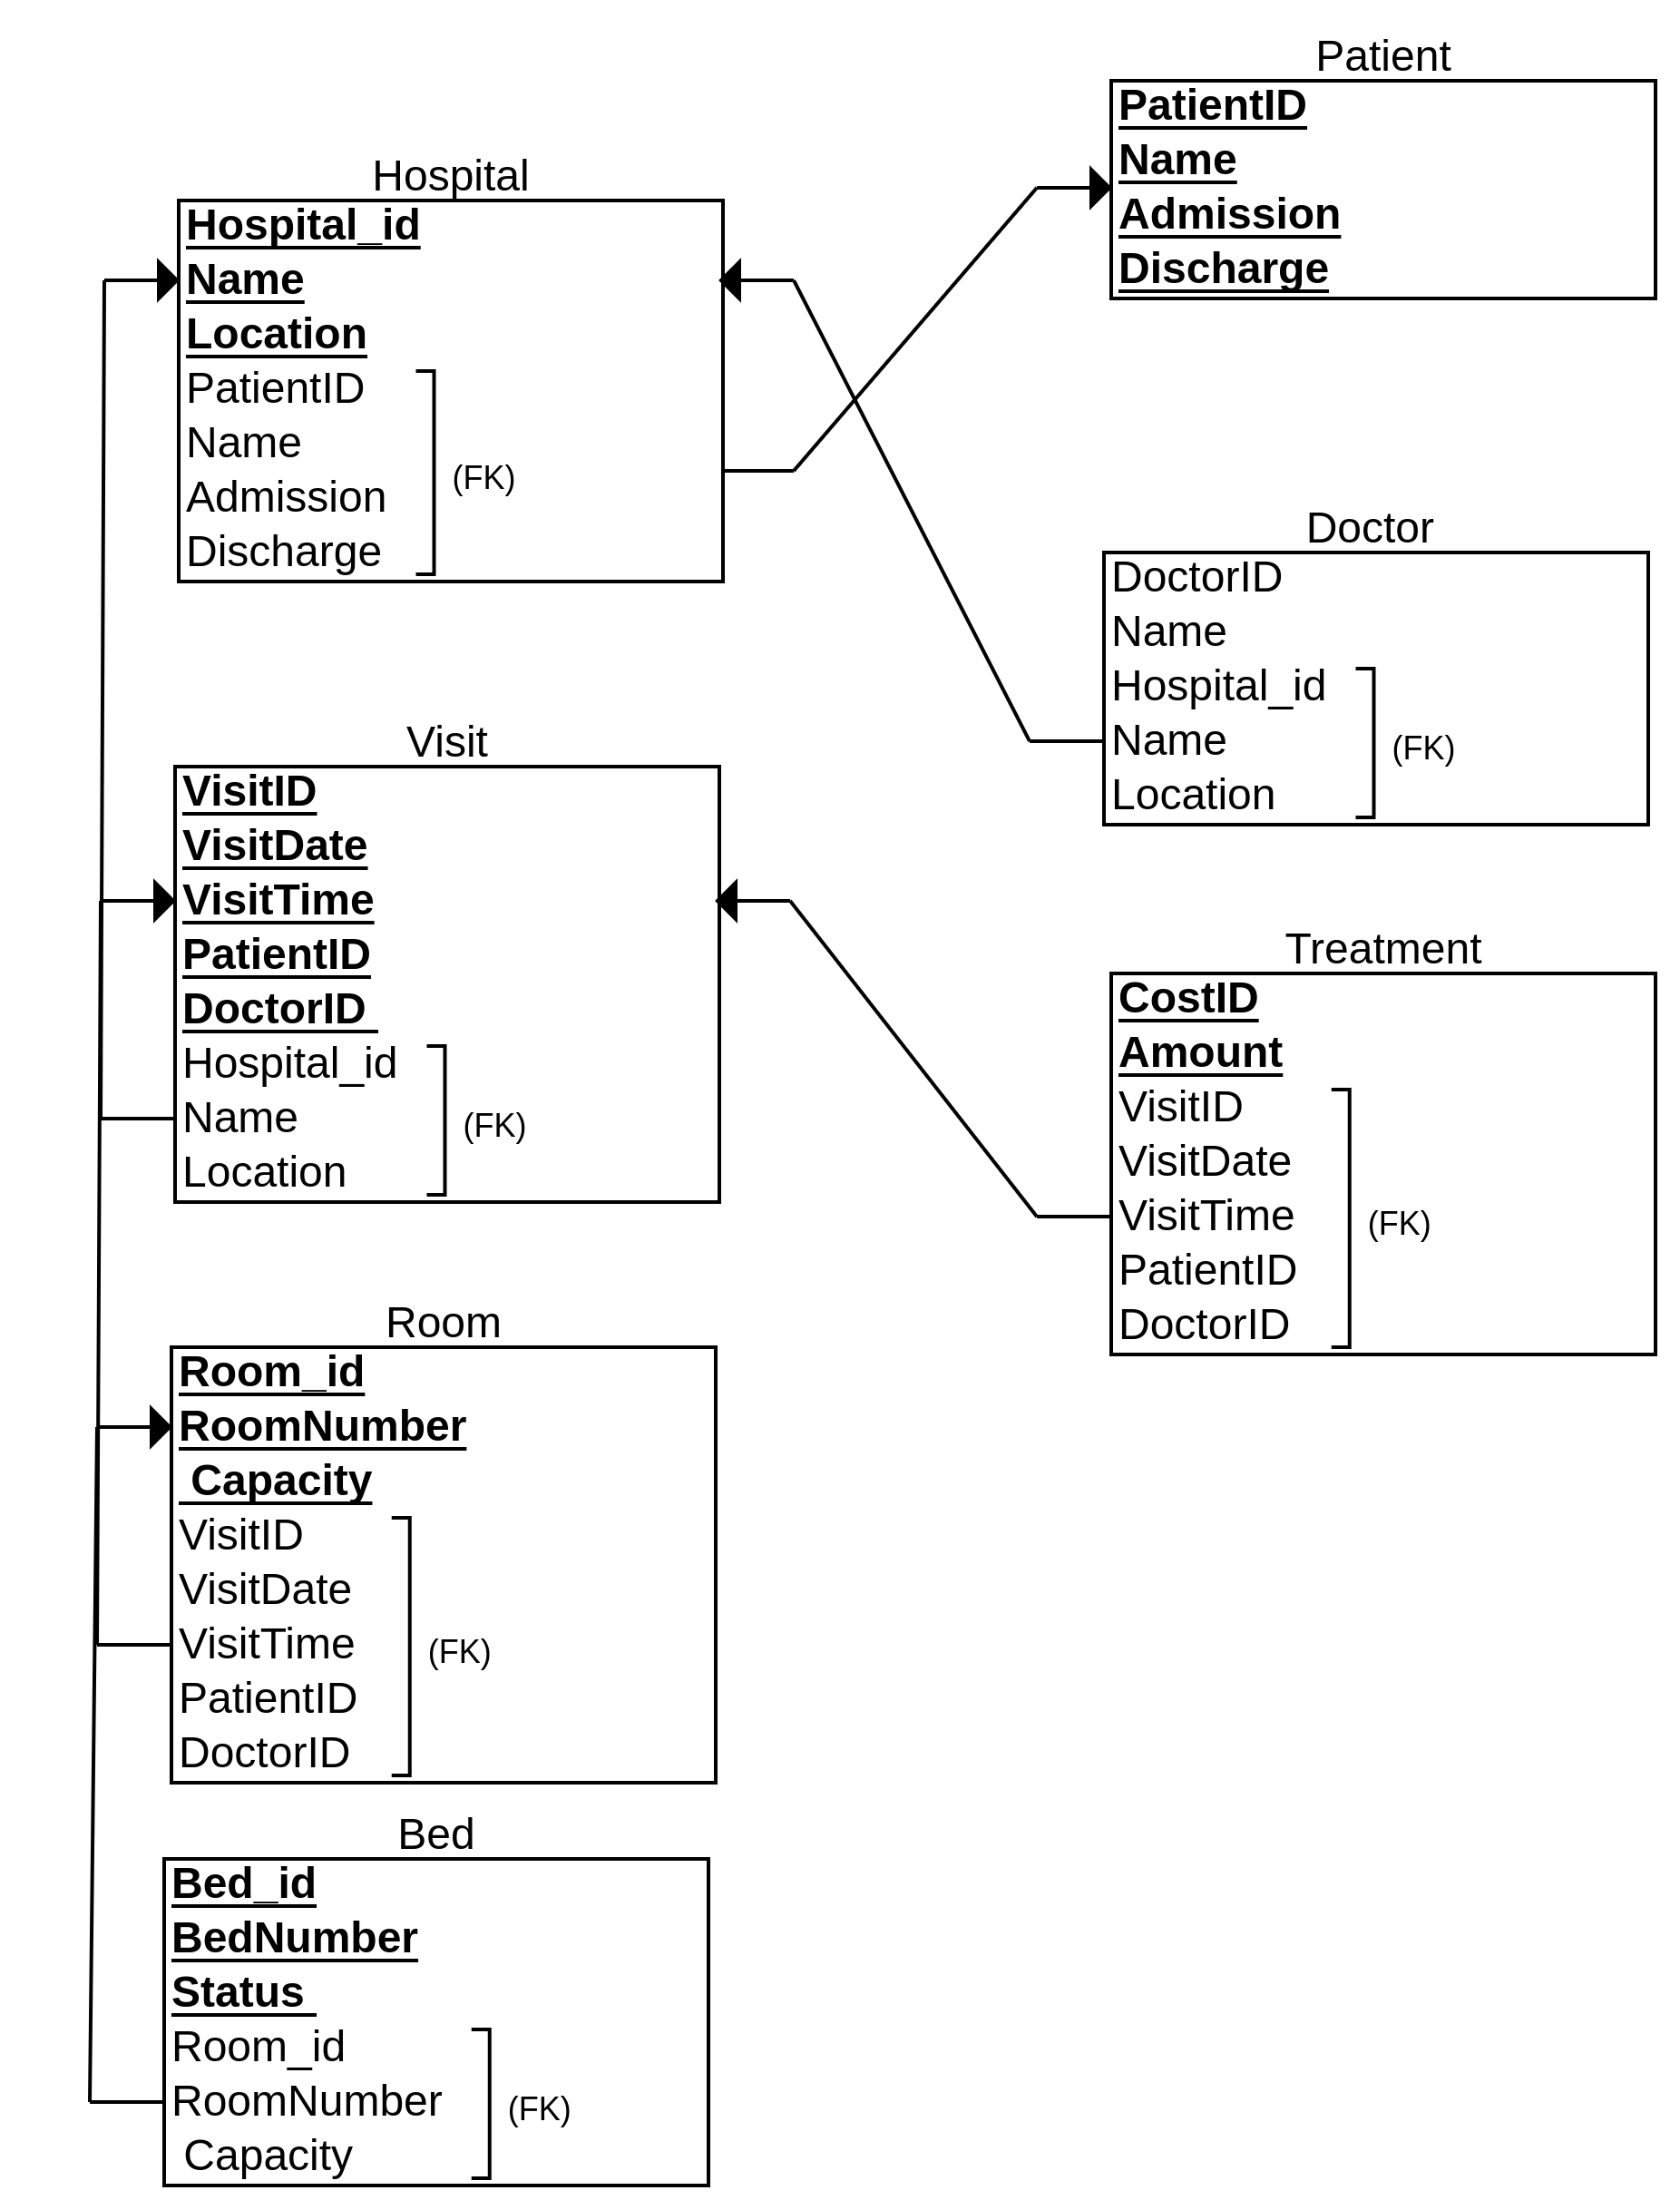 Patient
PatientID
Name
Admission
Discharge
Hospital
Hospital_id
Name
Location
PatientID
Name
Admission
Discharge
(FK)
Doctor
DoctorID
Name
Hospital_id
Name
Location
(FK)
Visit
VisitID
VisitDate
VisitTime
PatientID
DoctorID
Hospital_id
Name
Location
(FK)
Treatment
CostID
Amount
VisitID
VisitDate
VisitTime
PatientID
DoctorID
(FK)
Room
Room_id
RoomNumber
Capacity
VisitID
VisitDate
VisitTime
PatientID
DoctorID
(FK)
Bed
Bed_id
BedNumber
Status
Room_id
RoomNumber
Capacity
(FK)